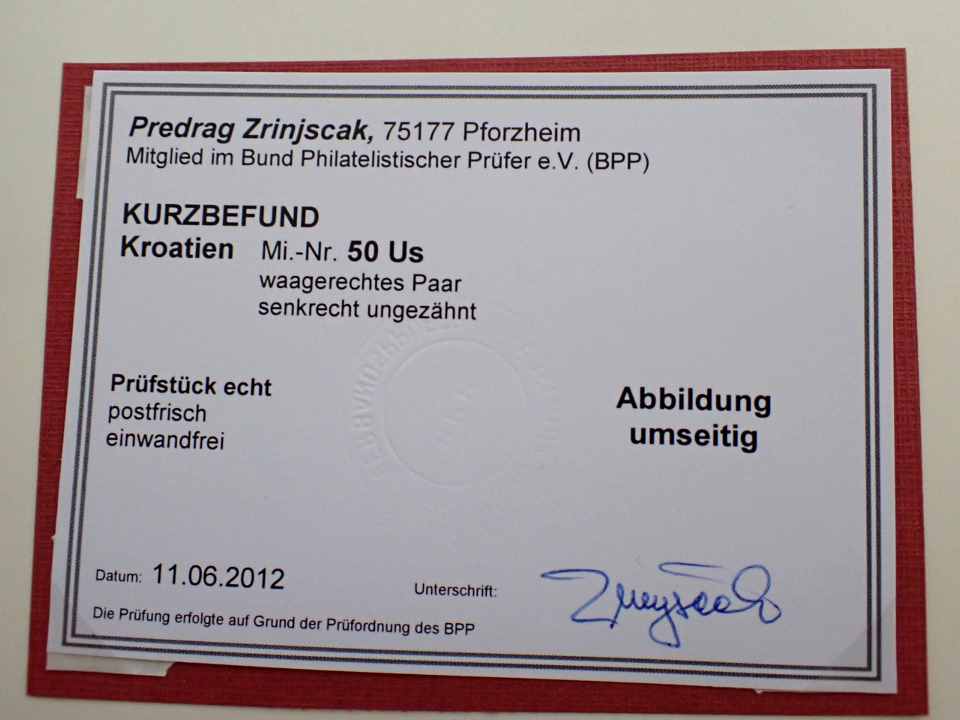 Predrag Zrinjscak, 75177 Pforzheim
Mitglied im Bund Philatelistischer Prüfer e.V. (BPP)
KURZBEFUND
Kroatien Mi.-Nr. 50 Us
waagerechtes Paar
senkrecht ungezähnt
Prüfstück echt
postfrisch
einwandfrei
Abbildung
umseitig
Datum: 11.06.2012
Unterschrift:
Die Prüfung erfolgte auf Grund der Prüfordnung des BPP